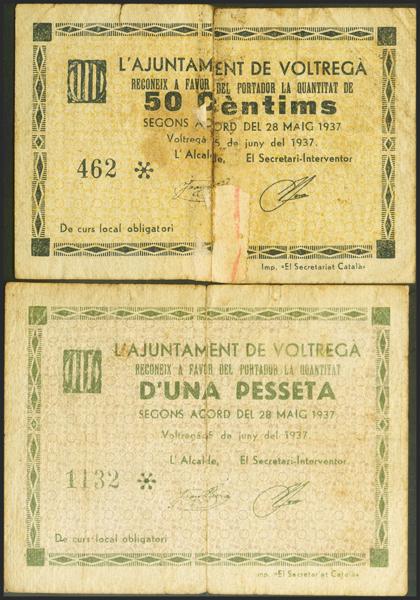 L'AJUNTAMENT DE VOLTREGÀ
RECONEIX A FAVOR DEL PORTADOR LA QUANTITAT DE
50 Cèntims
SEGONS ACORD DEL 28 MAIG 1937
Voltregà 5 de juny del 1937.
L' Alcalde, El Secretari-Interventor
462 *
De curs local obligatori
Imp. «El Secretariat Català»
L'AJUNTAMENT DE VOLTREGÀ
RECONEIX A FAVOR DEL PORTADOR LA QUANTITAT
D'UNA PESSETA
SEGONS ACORD DEL 28 MAIG 1937
Voltregà 5 de juny del 1937.
L' Alcalde, El Secretari-Interventor
1132 *
De curs local obligatori
Imp. «El Secretariat Català»